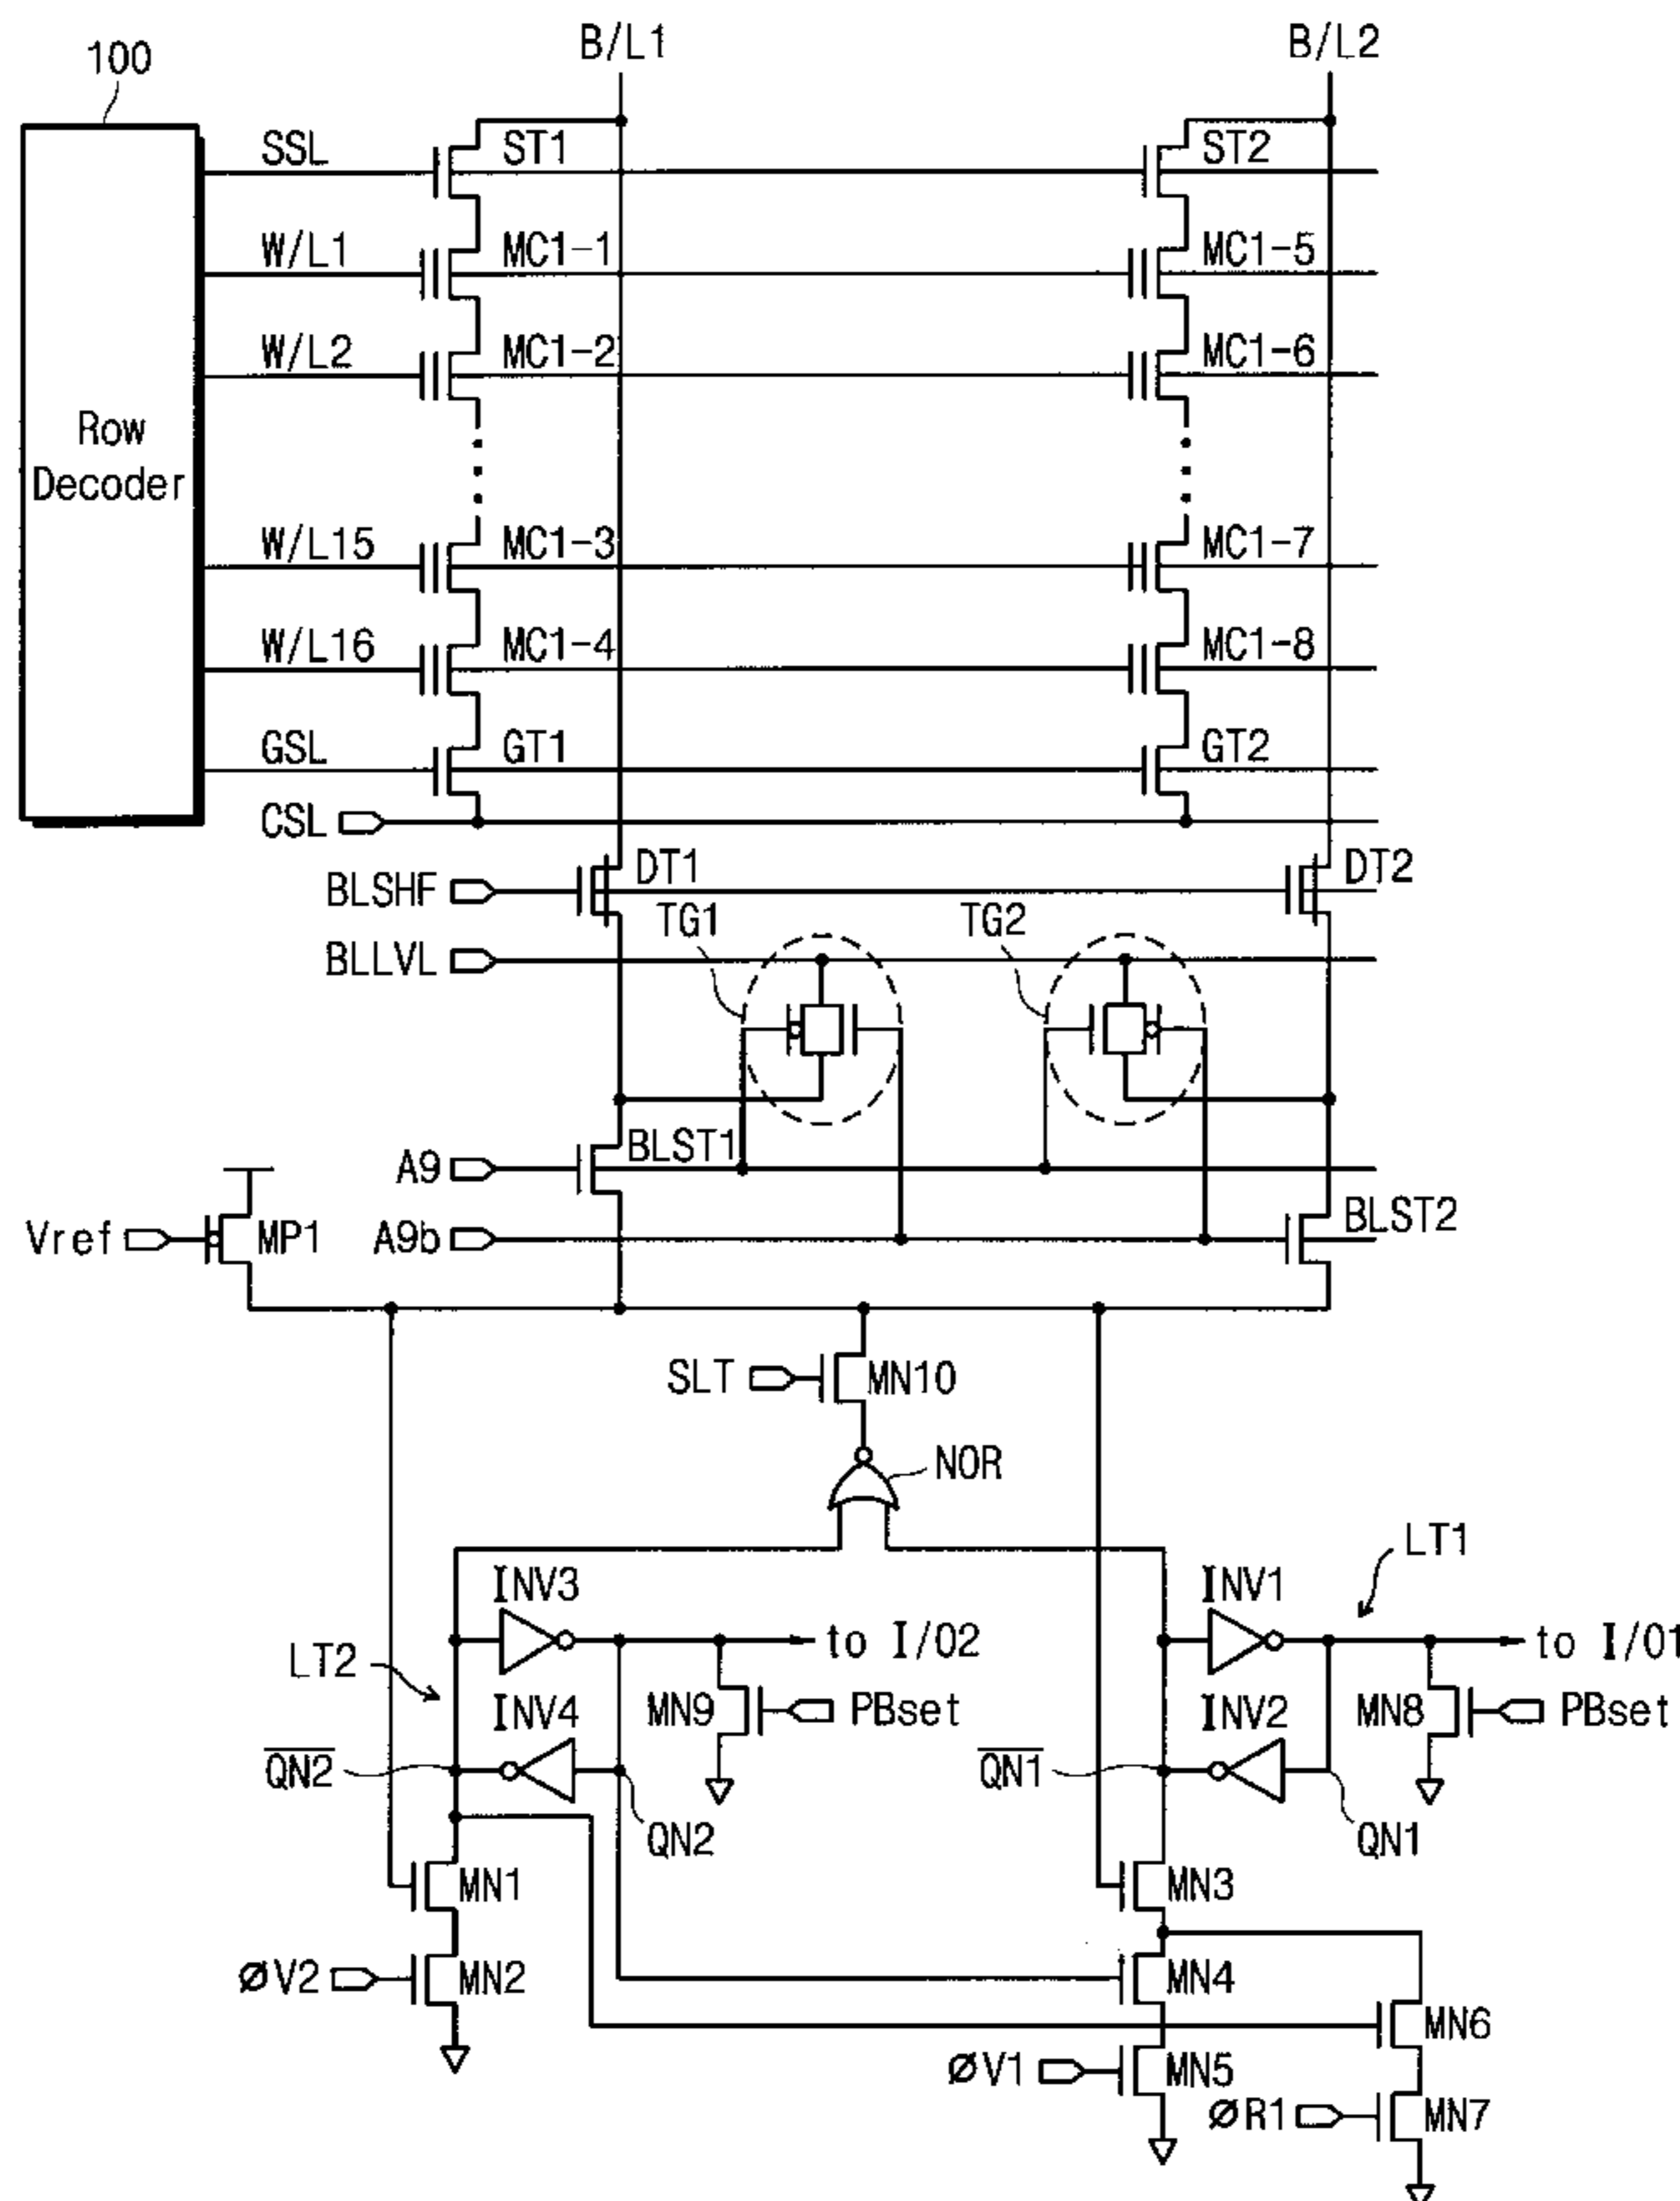 100
B/L1
B/L2
SSL
ST1
ST2
W/L1
MC1-1
MC1-5
W/L2
MC1-2
MC1-6
Row
Decoder
W/L15
MC1-3
MC1-7
W/L16
MC1-4
MC1-8
GSL
GT1
GT2
CSL
BLSHF
DT1
DT2
TG1
TG2
BLLVL
A9
BLST1
Vref
MP1
A9b
BLST2
SLT
MN10
NOR
LT1
INV3
INV1
to I/O2
to I/O1
LT2
INV4
MN9
PBset
INV2
MN8
PBset
QN2
QN1
QN2
QN1
MN1
MN3
ØV2
MN2
MN4
MN6
ØV1
MN5
ØR1
MN7